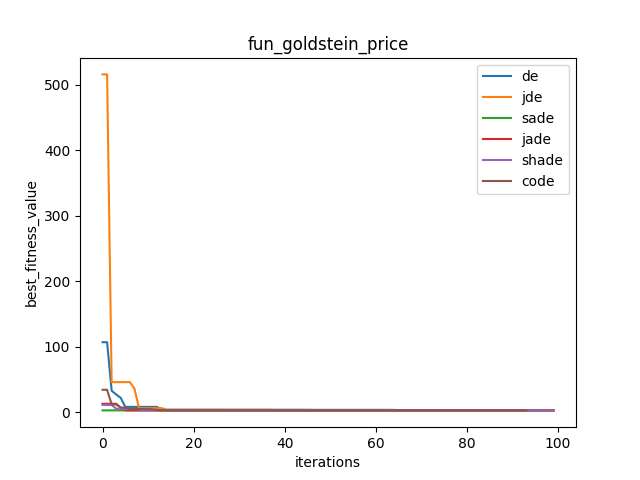 fun_goldstein_price
best_fitness_value
500
400
300
200
100
0
de
jde
sade
jade
shade
code
0
20
40
60
80
100
iterations